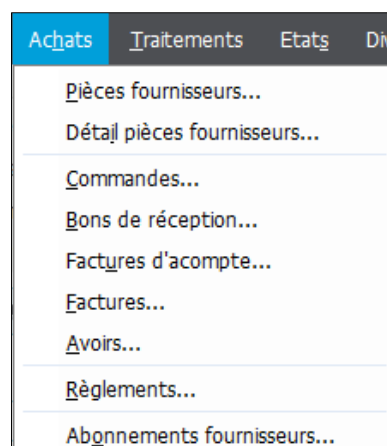 Achats Traitements Etats Div
Pièces fournisseurs...
Détail pièces fournisseurs...
Commandes...
Bons de réception...
Factures d'acompte...
Factures...
Avoirs...
Règlements...
Abonnements fournisseurs...